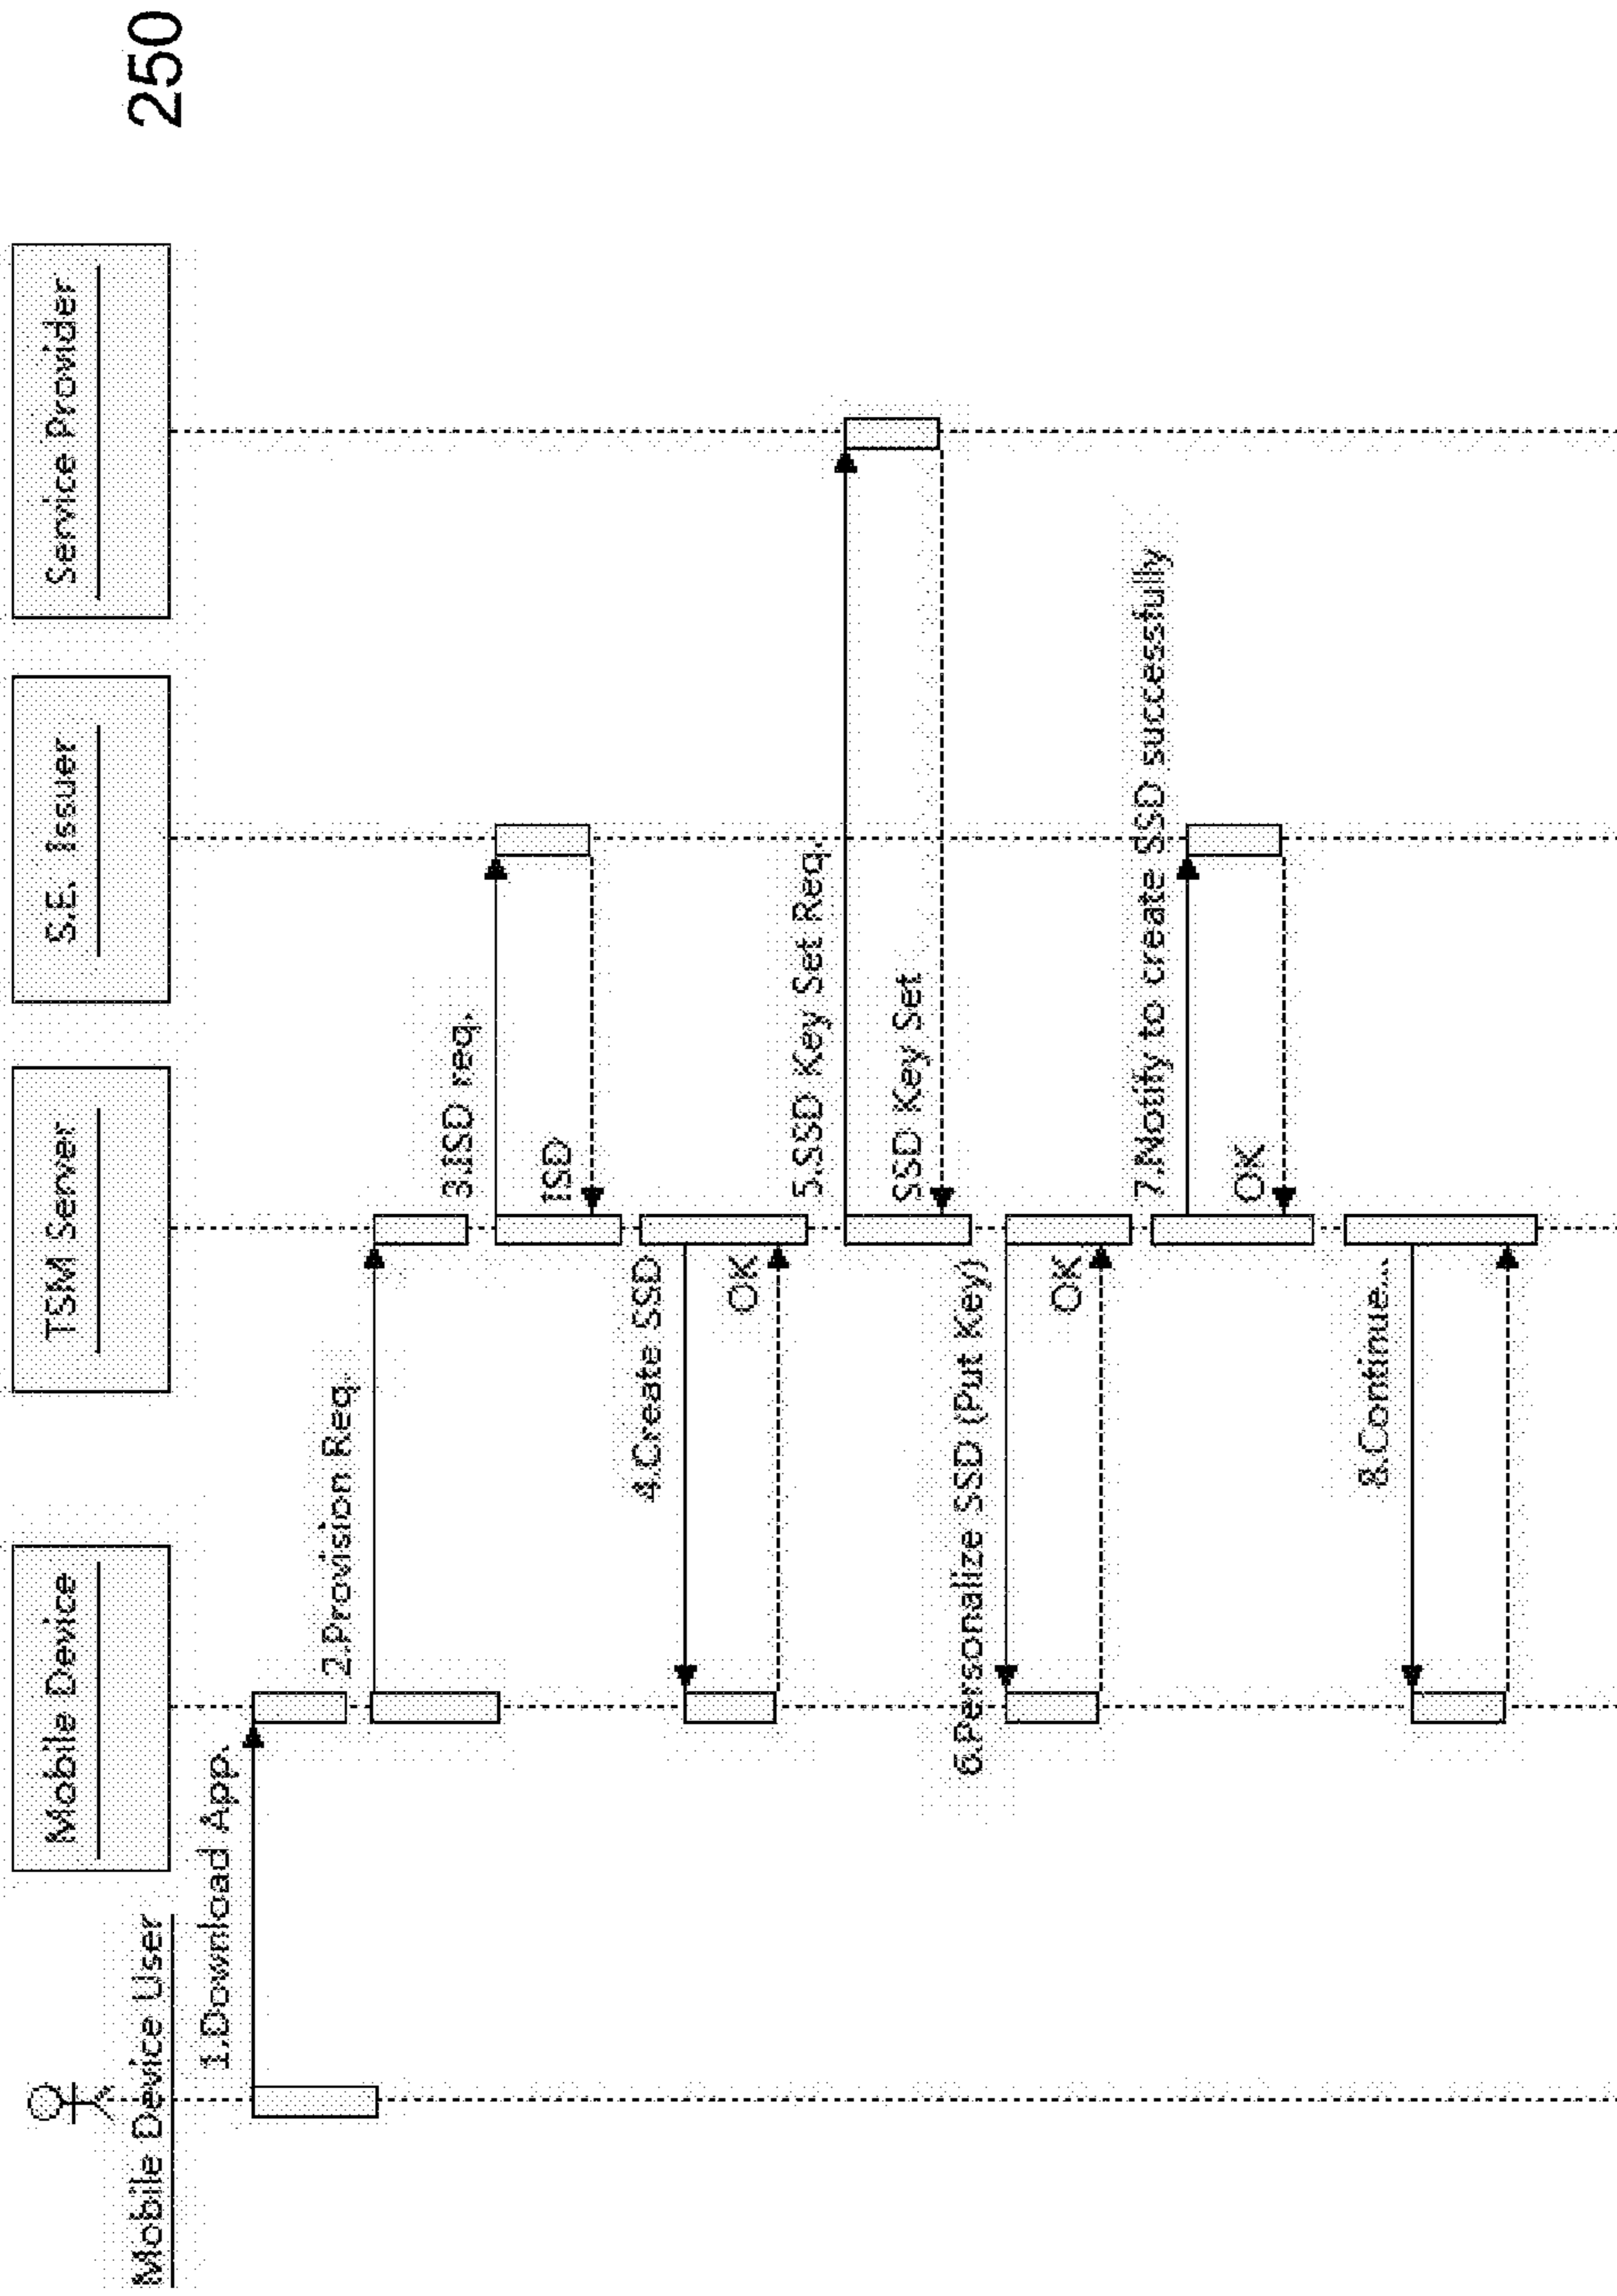 250
Mobile Device User
Mobile Device
TSM Server
S.E. Issuer
Service Provider
1.Download App.
2.Provision Req.
3.ISD req.
ISD
4.Create SSD
OK
5.SSD Key Set Req.
SSD Key Set
6.Personalize SSD (Put Key)
OK
7.Notify to create SSD successfully
OK
8.Continue...